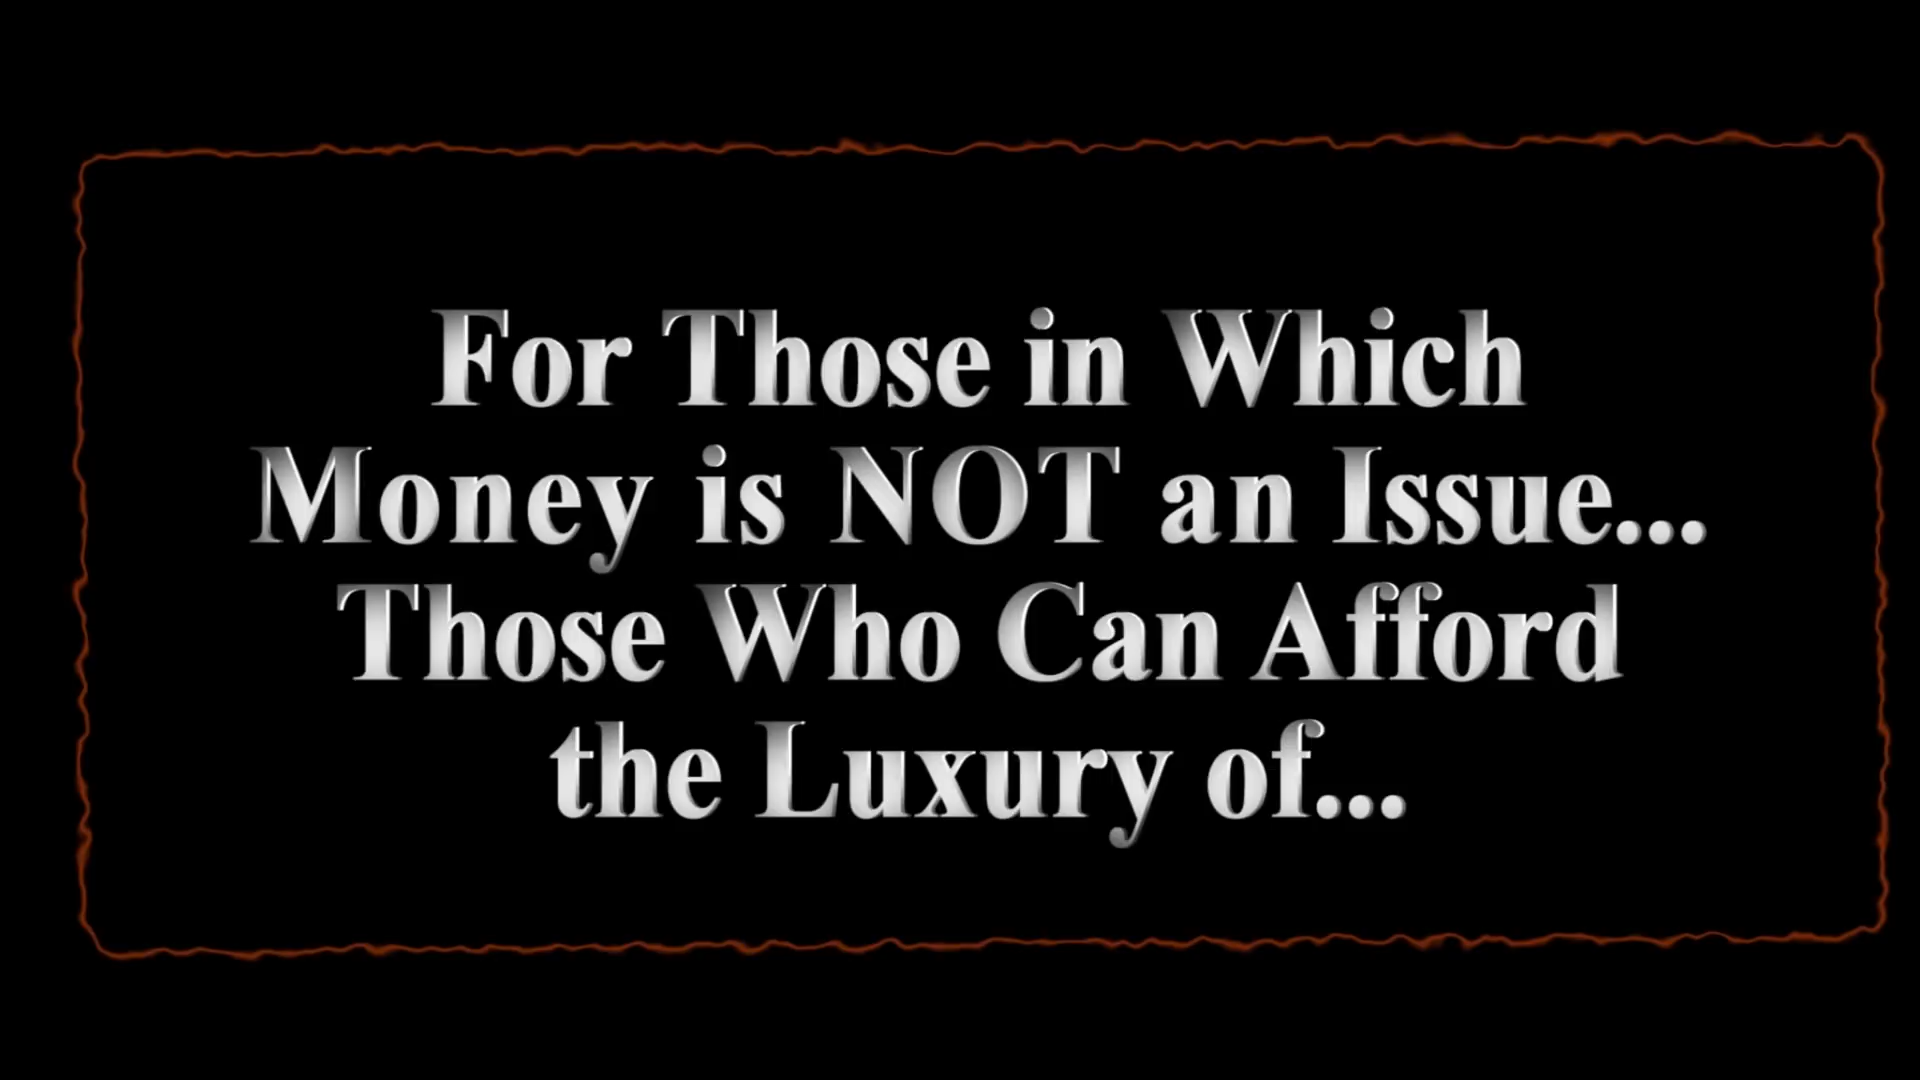 For Those in Which
Money is NOT an Issue...
Those Who Can Afford
the Luxury of...